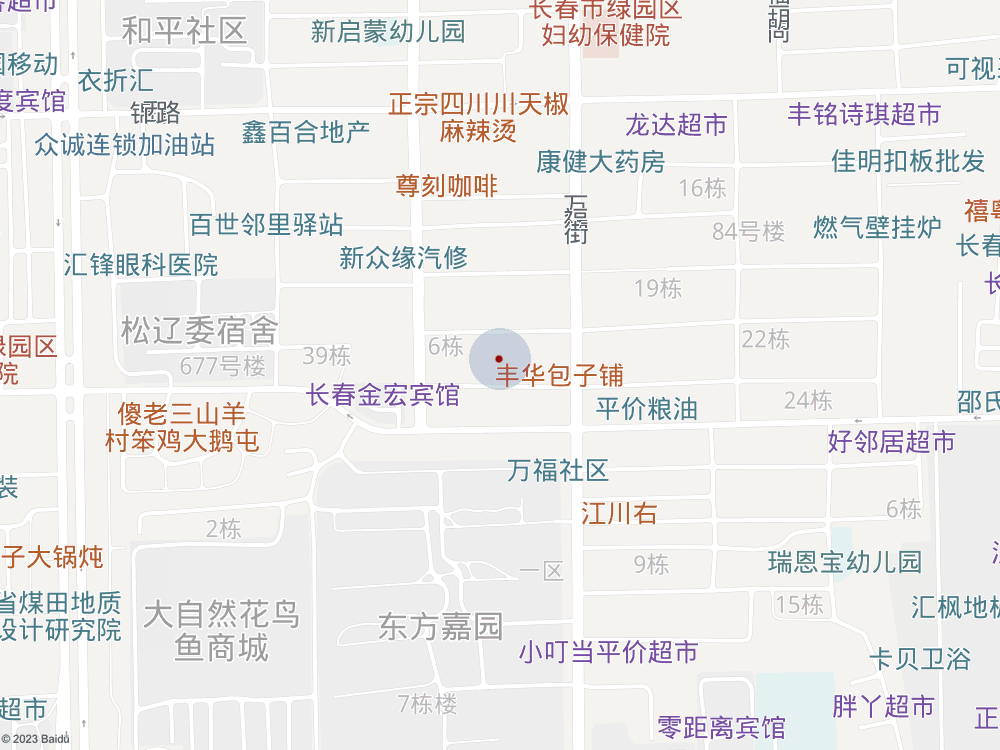 长春市绿园区
妇幼保健院
和平社区
新启蒙幼儿园
国移动
衣折汇
可视
度宾馆
锂路
正宗四川川天椒
麻辣烫
丰铭诗琪超市
众诚连锁加油站
鑫百合地产
龙达超市
康健大药房
佳明扣板批发
尊刻咖啡
16栋
万福街
百世邻里驿站
84号楼
燃气壁挂炉
禧粤
长春
汇锋眼科医院
新众缘汽修
19栋
长
松辽委宿舍
绿园区
院
677号楼
39栋
6栋
22栋
丰华包子铺
长春金宏宾馆
平价粮油
24栋
邵氏
傻老三山羊
村笨鸡大鹅屯
好邻居超市
万福社区
装
江川右
6栋
2栋
子大锅炖
一区
9栋
瑞恩宝幼儿园
省煤田地质
设计研究院
大自然花鸟
鱼商城
东方嘉园
15栋
汇枫地板
小叮当平价超市
卡贝卫浴
7栋楼
超市
胖丫超市
正
零距离宾馆
© 2023 Baidu